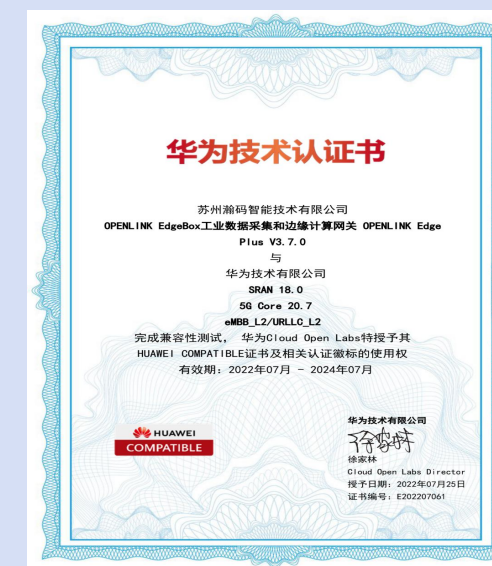 华为技术认证书
苏州瀚码智能技术有限公司
OPENLINK EdgeBox工业数据采集和边缘计算网关 OPENLINK Edge
Plus V3.7.0
与
华为技术有限公司
SRAN 18.0
5G Core 20.7
eMBB_L2/URLLC_L2
完成兼容性测试， 华为Cloud Open Labs特授予其
HUAWEI COMPATIBLE证书及相关认证徽标的使用权
有效期：2022年07月 - 2024年07月
HUAWEI
COMPATIBLE
华为技术有限公司
徐家林
徐家林
Cloud Open Labs Director
授予日期：2022年07月25日
证书编号：E202207061